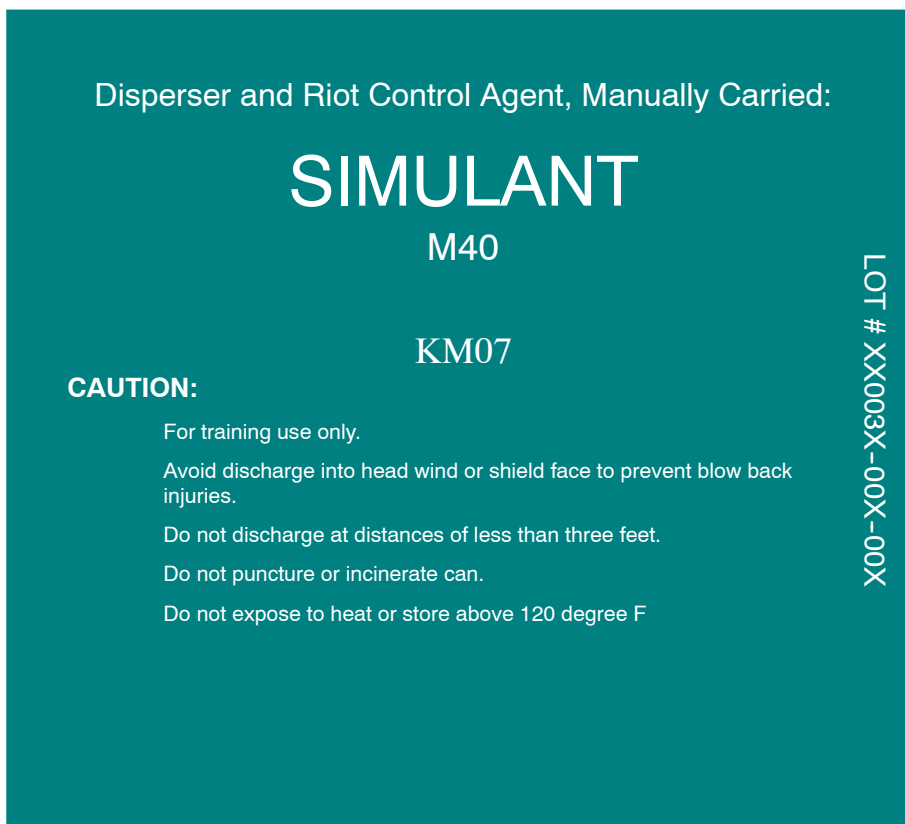 Disperser and Riot Control Agent, Manually Carried:
SIMULANT
M40
KM07
CAUTION:
For training use only.
Avoid discharge into head wind or shield face to prevent blow back
injuries.
Do not discharge at distances of less than three feet.
Do not puncture or incinerate can.
Do not expose to heat or store above 120 degree F
LOT # XX003X-00X-00X